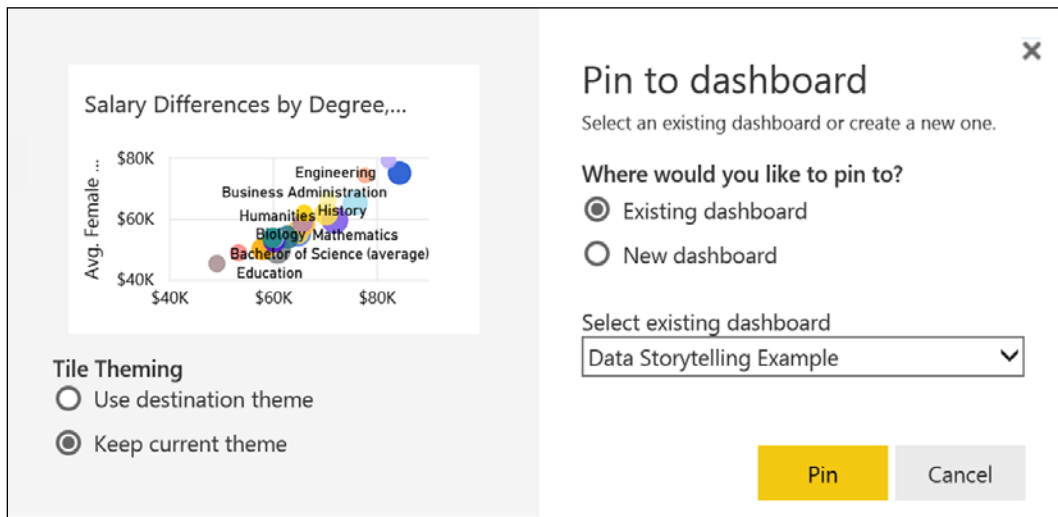 Salary Differences by Degree,...
Avg. Female ...
$80K
$60K
$40K
Engineering
Business Administration
Humanities
History
Biology
Mathematics
Bachelor of Science (average)
Education
$40K
$60K
$80K
Tile Theming
Use destination theme
Keep current theme
Pin to dashboard
Select an existing dashboard or create a new one.
Where would you like to pin to?
Existing dashboard
New dashboard
Select existing dashboard
Data Storytelling Example
Pin
Cancel